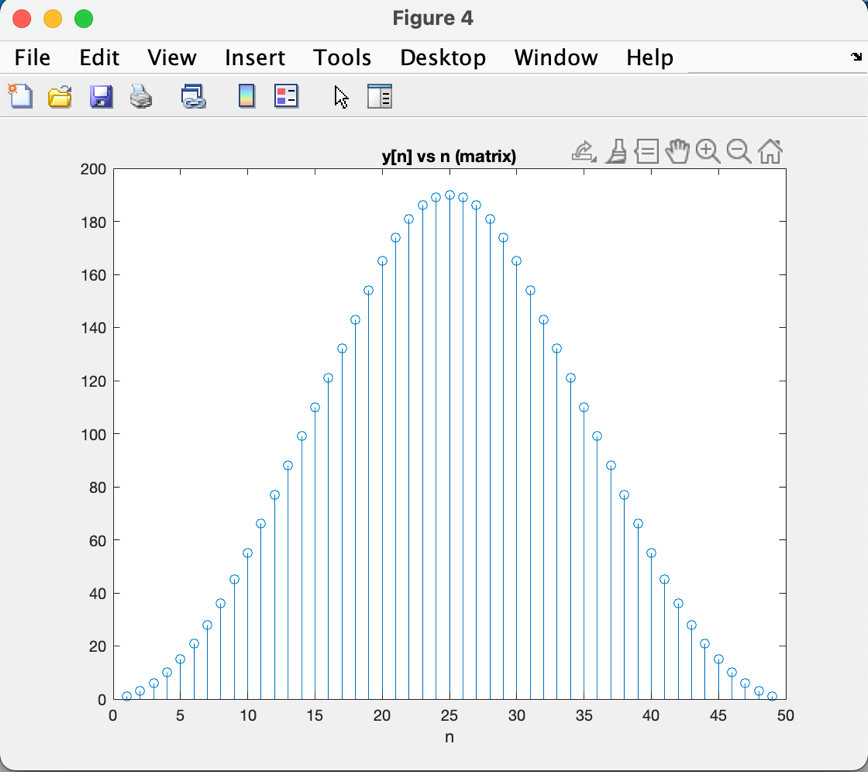 Figure 4
File Edit View Insert Tools Desktop Window Help
y[n] vs n (matrix)
200
180
160
140
120
100
80
60
40
20
0
0 5 10 15 20 25 30 35 40 45 50
n